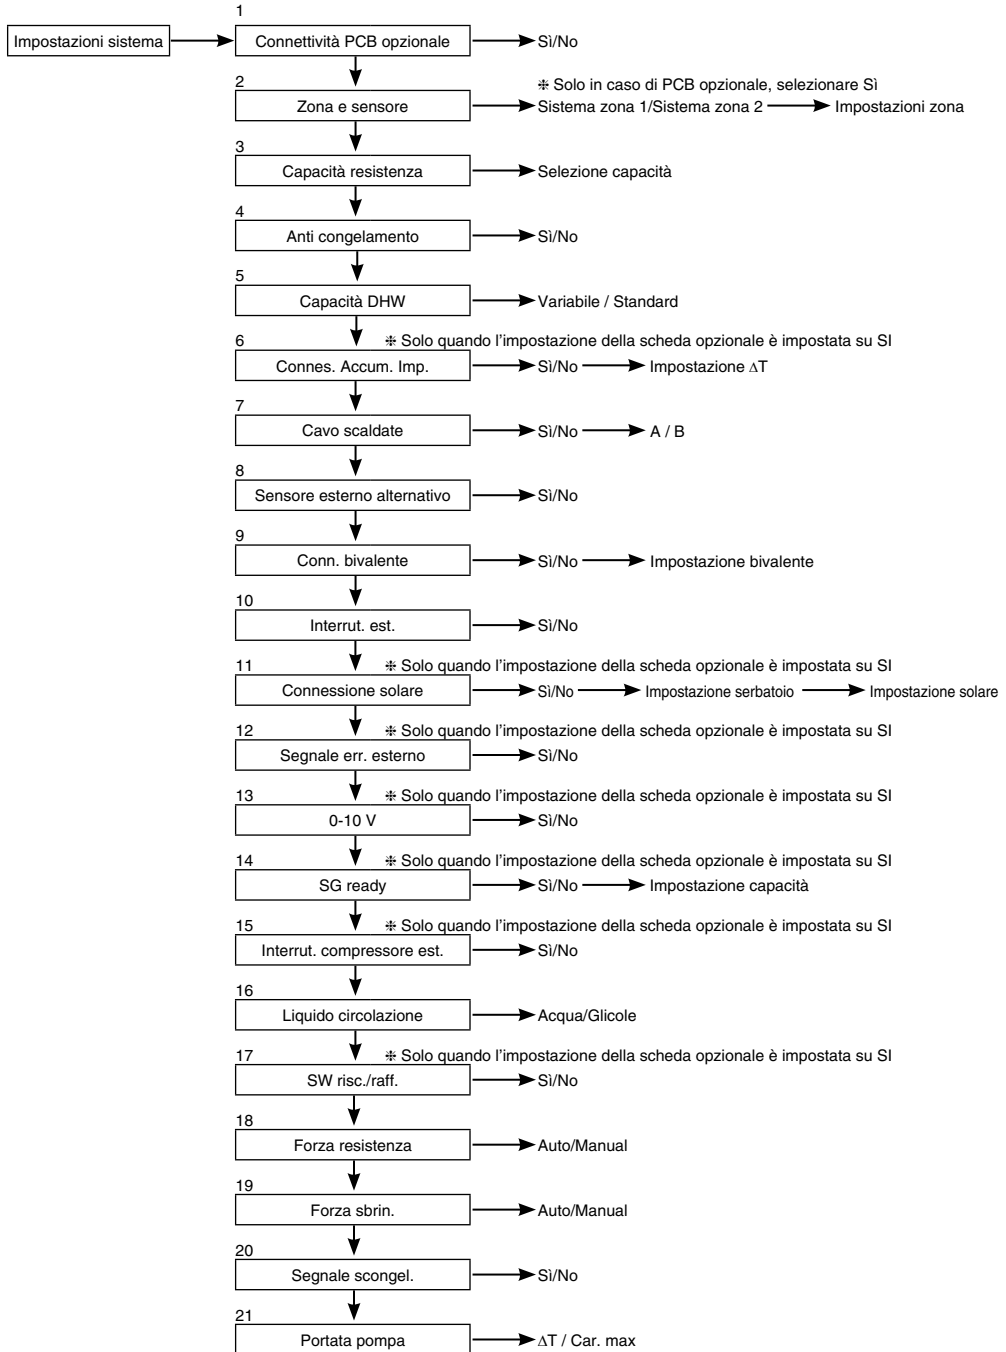 1
Impostazioni sistema
Connettività PCB opzionale
Sì/No
2
⁜ Solo in caso di PCB opzionale, selezionare Sì
Zona e sensore
Sistema zona 1/Sistema zona 2
Impostazioni zona
3
Capacità resistenza
Selezione capacità
4
Anti congelamento
Sì/No
5
Capacità DHW
Variabile / Standard
6
⁜ Solo quando l'impostazione della scheda opzionale è impostata su SI
Connes. Accum. Imp.
Sì/No
Impostazione ΔT
7
Cavo scaldate
Sì/No
A / B
8
Sensore esterno alternativo
Sì/No
9
Conn. bivalente
Sì/No
Impostazione bivalente
10
Interrut. est.
Sì/No
11
⁜ Solo quando l'impostazione della scheda opzionale è impostata su SI
Connessione solare
Sì/No
Impostazione serbatoio
Impostazione solare
12
⁜ Solo quando l'impostazione della scheda opzionale è impostata su SI
Segnale err. esterno
Sì/No
13
⁜ Solo quando l'impostazione della scheda opzionale è impostata su SI
0-10 V
Sì/No
14
⁜ Solo quando l'impostazione della scheda opzionale è impostata su SI
SG ready
Sì/No
Impostazione capacità
15
⁜ Solo quando l'impostazione della scheda opzionale è impostata su SI
Interrut. compressore est.
Sì/No
16
Liquido circolazione
Acqua/Glicole
17
⁜ Solo quando l'impostazione della scheda opzionale è impostata su SI
SW risc./raff.
Sì/No
18
Forza resistenza
Auto/Manual
19
Forza sbrin.
Auto/Manual
20
Segnale scongel.
Sì/No
21
Portata pompa
ΔT / Car. max